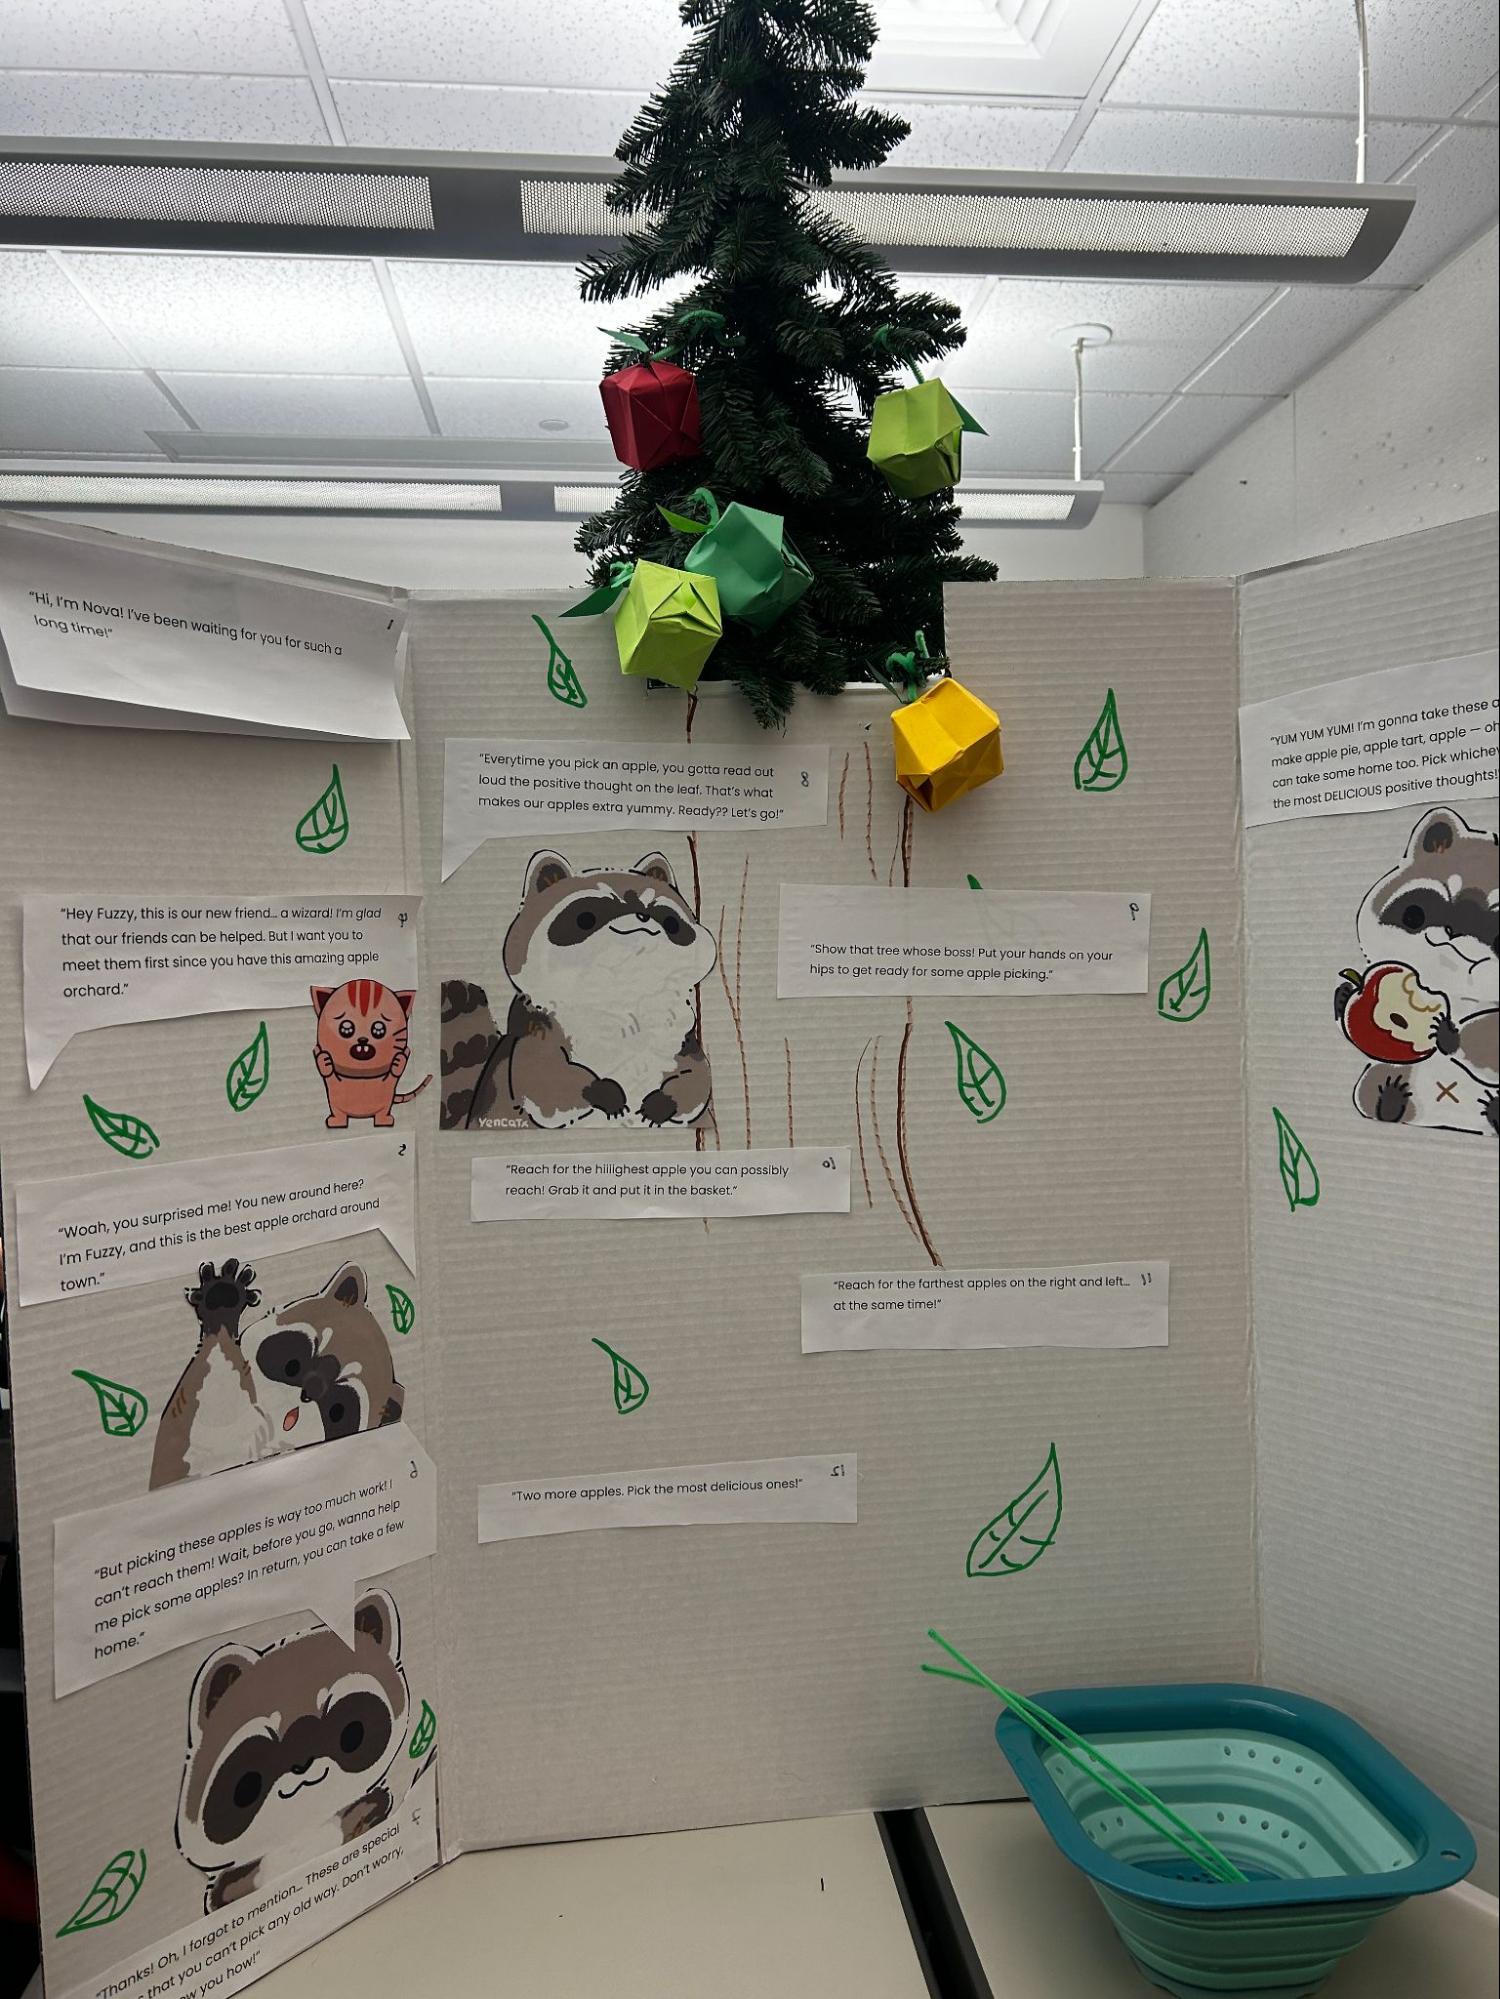 "Hi, I'm Nova! I've been waiting for you for such a
long time!"
1
"Hey Fuzzy, this is our new friend... a wizard! I'm glad
that our friends can be helped. But I want you to
meet them first since you have this amazing apple
orchard."
4
5
"Woah, you surprised me! You new around here?
I'm Fuzzy, and this is the best apple orchard around
town."
6
"But picking these apples is way too much work! I
can't reach them! Wait, before you go, wanna help
me pick some apples? In return, you can take a few
home."
7
"Thanks! Oh, I forgot to mention... These are special
that you can't pick any old way. Don't worry,
you how!"
"Everytime you pick an apple, you gotta read out
loud the positive thought on the leaf. That's what
makes our apples extra yummy. Ready?? Let's go!"
8
YenCaTx
9
"Show that tree whose boss! Put your hands on your
hips to get ready for some apple picking."
"Reach for the hiiiighest apple you can possibly
reach! Grab it and put it in the basket."
10
"Reach for the farthest apples on the right and left...
at the same time!"
11
"Two more apples. Pick the most delicious ones!"
12
"YUM YUM YUM! I'm gonna take these
make apple pie, apple tart, apple — oh
can take some home too. Pick
the most DELICIOUS positive thoughts!